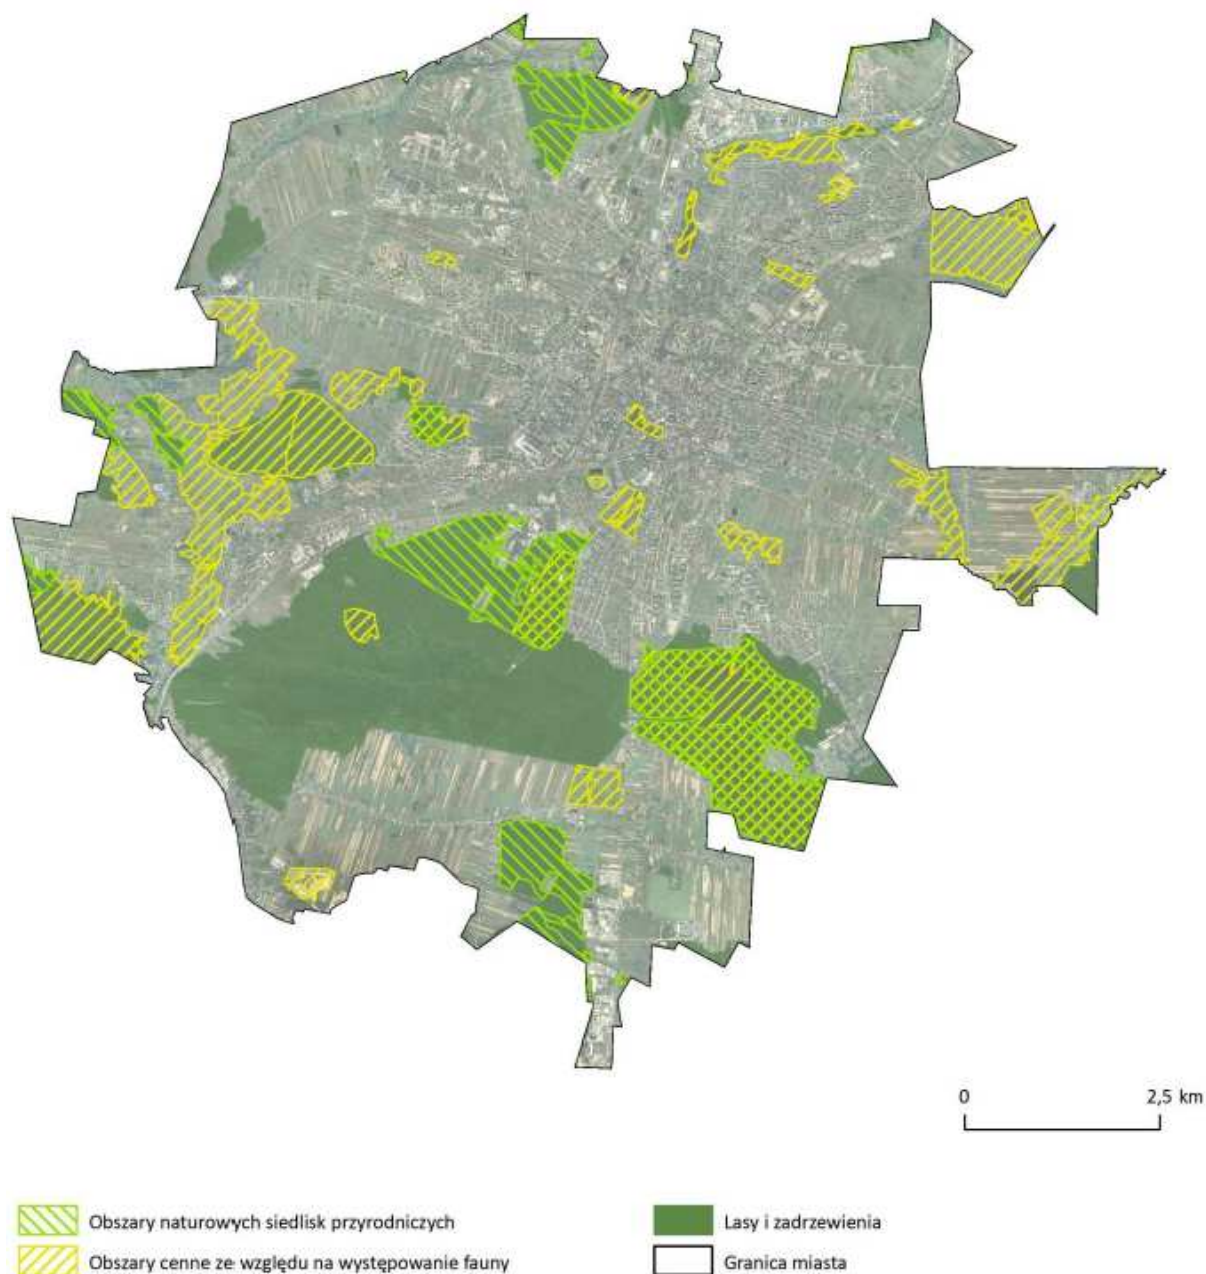 0 2,5 km
Obszary naturowych siedlisk przyrodniczych
Lasy i zadrzewienia
Obszary cenne ze względu na występowanie fauny
Granica miasta